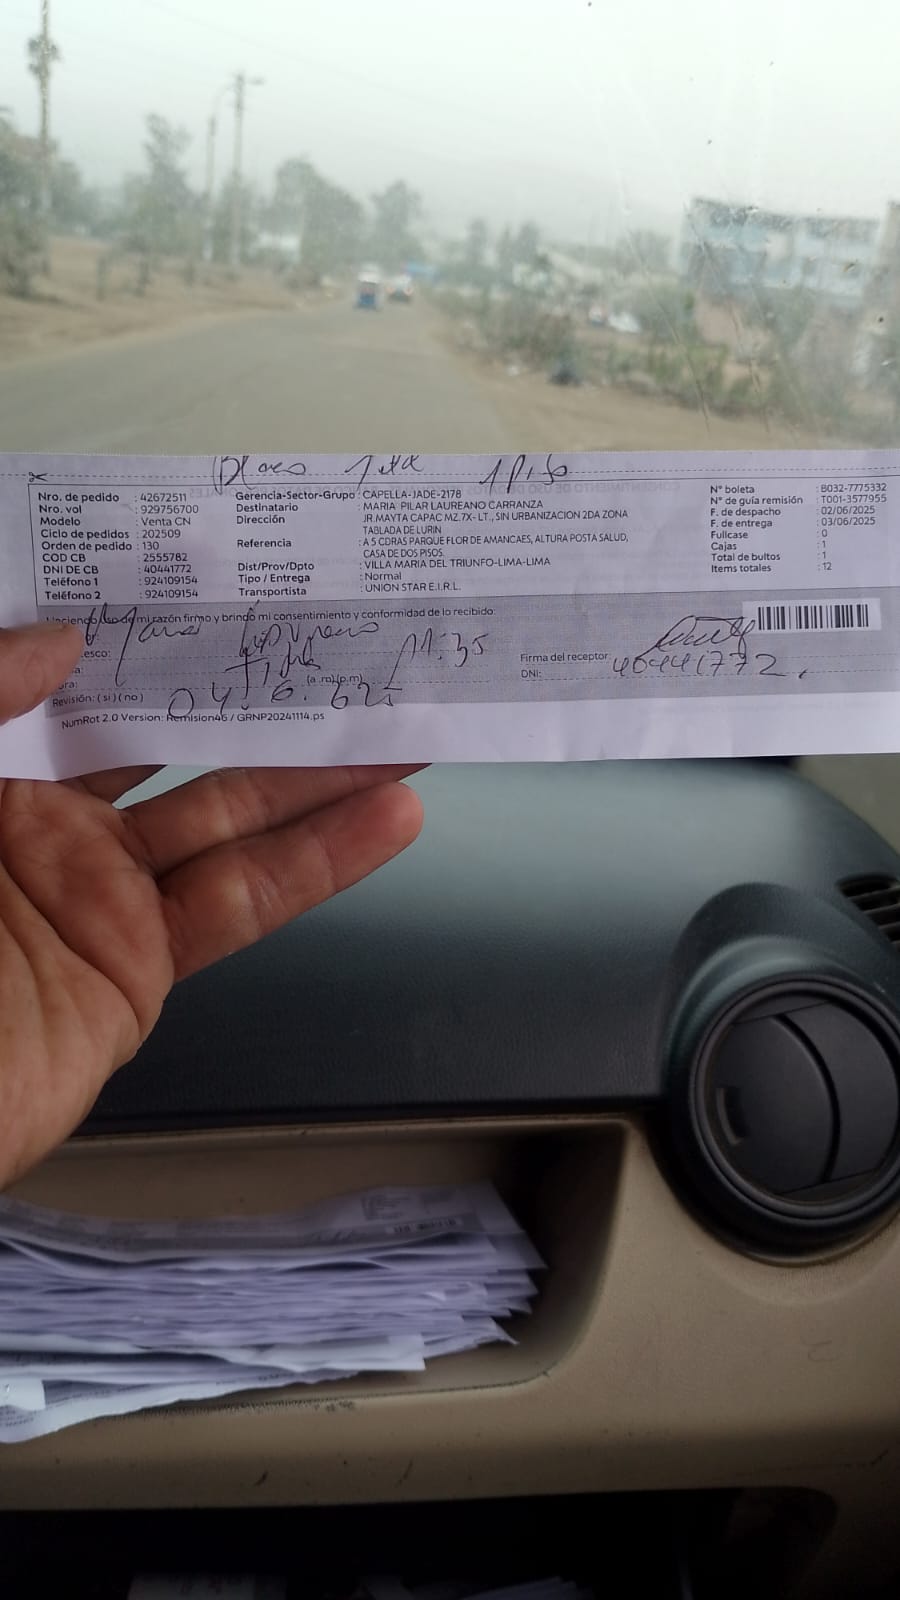 1 Piso
Nro. de pedido : 42672511
Nro. vol : 929756700
Modelo : Venta CN
Ciclo de pedidos : 202509
Orden de pedido : 130
COD CB : 2555782
DNI DE CB : 40441772
Teléfono 1 : 924109154
Teléfono 2 : 924109154
Gerencia-Sector-Grupo : CAPELLA-JADE-2178
Destinatario : MARIA PILAR LAUREANO CARRANZA
Dirección : JR.MAYTA CAPAC MZ.7X- LT., SIN URBANIZACION 2DA ZONA
TABLADA DE LURIN
Referencia : A 5 CDRAS PARQUE FLOR DE AMANCAES, ALTURA POSTA SALUD,
CASA DE DOS PISOS.
Dist/Prov/Dpto : VILLA MARIA DEL TRIUNFO-LIMA-LIMA
Tipo / Entrega : Normal
Transportista : UNION STAR E.I.R.L.
N° boleta : B032-7775332
N° de guía remisión : T001-3577955
F. de despacho : 02/06/2025
F. de entrega : 03/06/2025
Fullcase : 0
Cajas : 1
Total de bultos : 1
Items totales : 12
Haciendo uso de mi razón firmo y brindo mi consentimiento y conformidad de lo recibido:
esco:
11:35
(a.m)(p.m)
Revisión: ( si ) ( no )
Firma del receptor:
DNI: 40441772.
NumRot 2.0 Version: Remision46 / GRNP20241114.ps